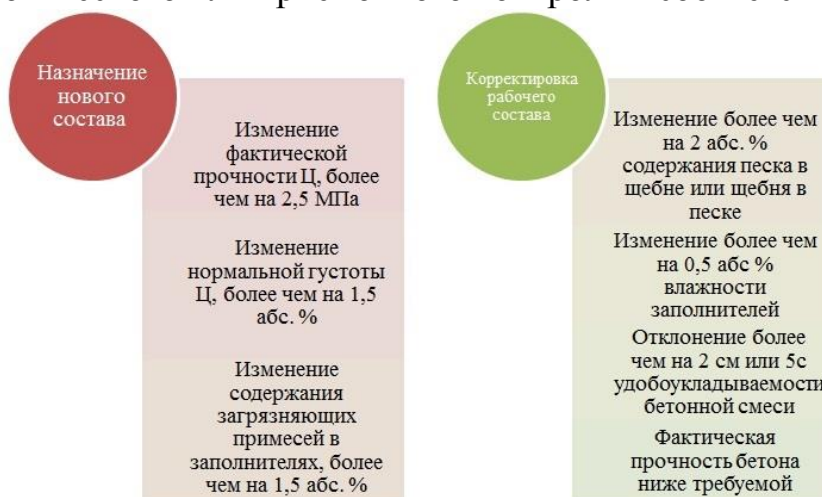 Назначение
нового
состава
Изменение
фактической
прочности Ц, более
чем на 2,5 МПа
Изменение
нормальной густоты
Ц, более чем на 1,5
абс. %
Изменение
содержания
загрязняющих
примесей в
заполнителях, более
чем на 1,5 абс. %
Корректировка
рабочего
состава
Изменение более чем
на 2 абс. %
содержания песка в
щебне или щебня в
песке
Изменение более чем
на 0,5 абс %
влажности
заполнителей
Отклонение более
чем на 2 см или 5с
удобоукладываемости
бетонной смеси
Фактическая
прочность бетона
ниже требуемой